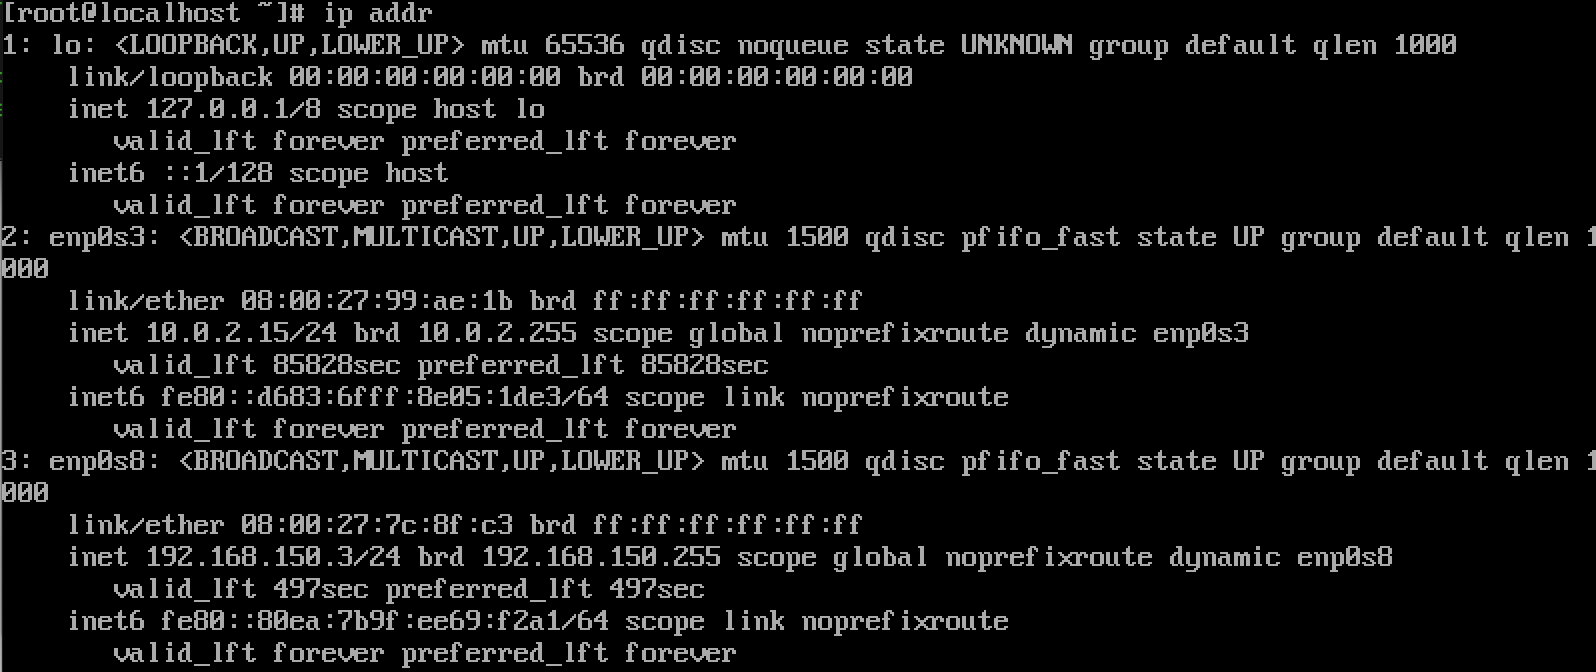 [root@localhost ~]# ip addr
1: lo: <LOOPBACK,UP,LOWER_UP> mtu 65536 qdisc noqueue state UNKNOWN group default qlen 1000
    link/loopback 00:00:00:00:00:00 brd 00:00:00:00:00:00
    inet 127.0.0.1/8 scope host lo
       valid_lft forever preferred_lft forever
    inet6 ::1/128 scope host
       valid_lft forever preferred_lft forever
2: enp0s3: <BROADCAST,MULTICAST,UP,LOWER_UP> mtu 1500 qdisc pfifo_fast state UP group default qlen 1
000
    link/ether 08:00:27:99:ae:1b brd ff:ff:ff:ff:ff:ff
    inet 10.0.2.15/24 brd 10.0.2.255 scope global noprefixroute dynamic enp0s3
       valid_lft 85828sec preferred_lft 85828sec
    inet6 fe80::d683:6fff:8e05:1de3/64 scope link noprefixroute
       valid_lft forever preferred_lft forever
3: enp0s8: <BROADCAST,MULTICAST,UP,LOWER_UP> mtu 1500 qdisc pfifo_fast state UP group default qlen 1
000
    link/ether 08:00:27:7c:8f:c3 brd ff:ff:ff:ff:ff:ff
    inet 192.168.150.3/24 brd 192.168.150.255 scope global noprefixroute dynamic enp0s8
       valid_lft 497sec preferred_lft 497sec
    inet6 fe80::80ea:7b9f:ee69:f2a1/64 scope link noprefixroute
       valid_lft forever preferred_lft forever